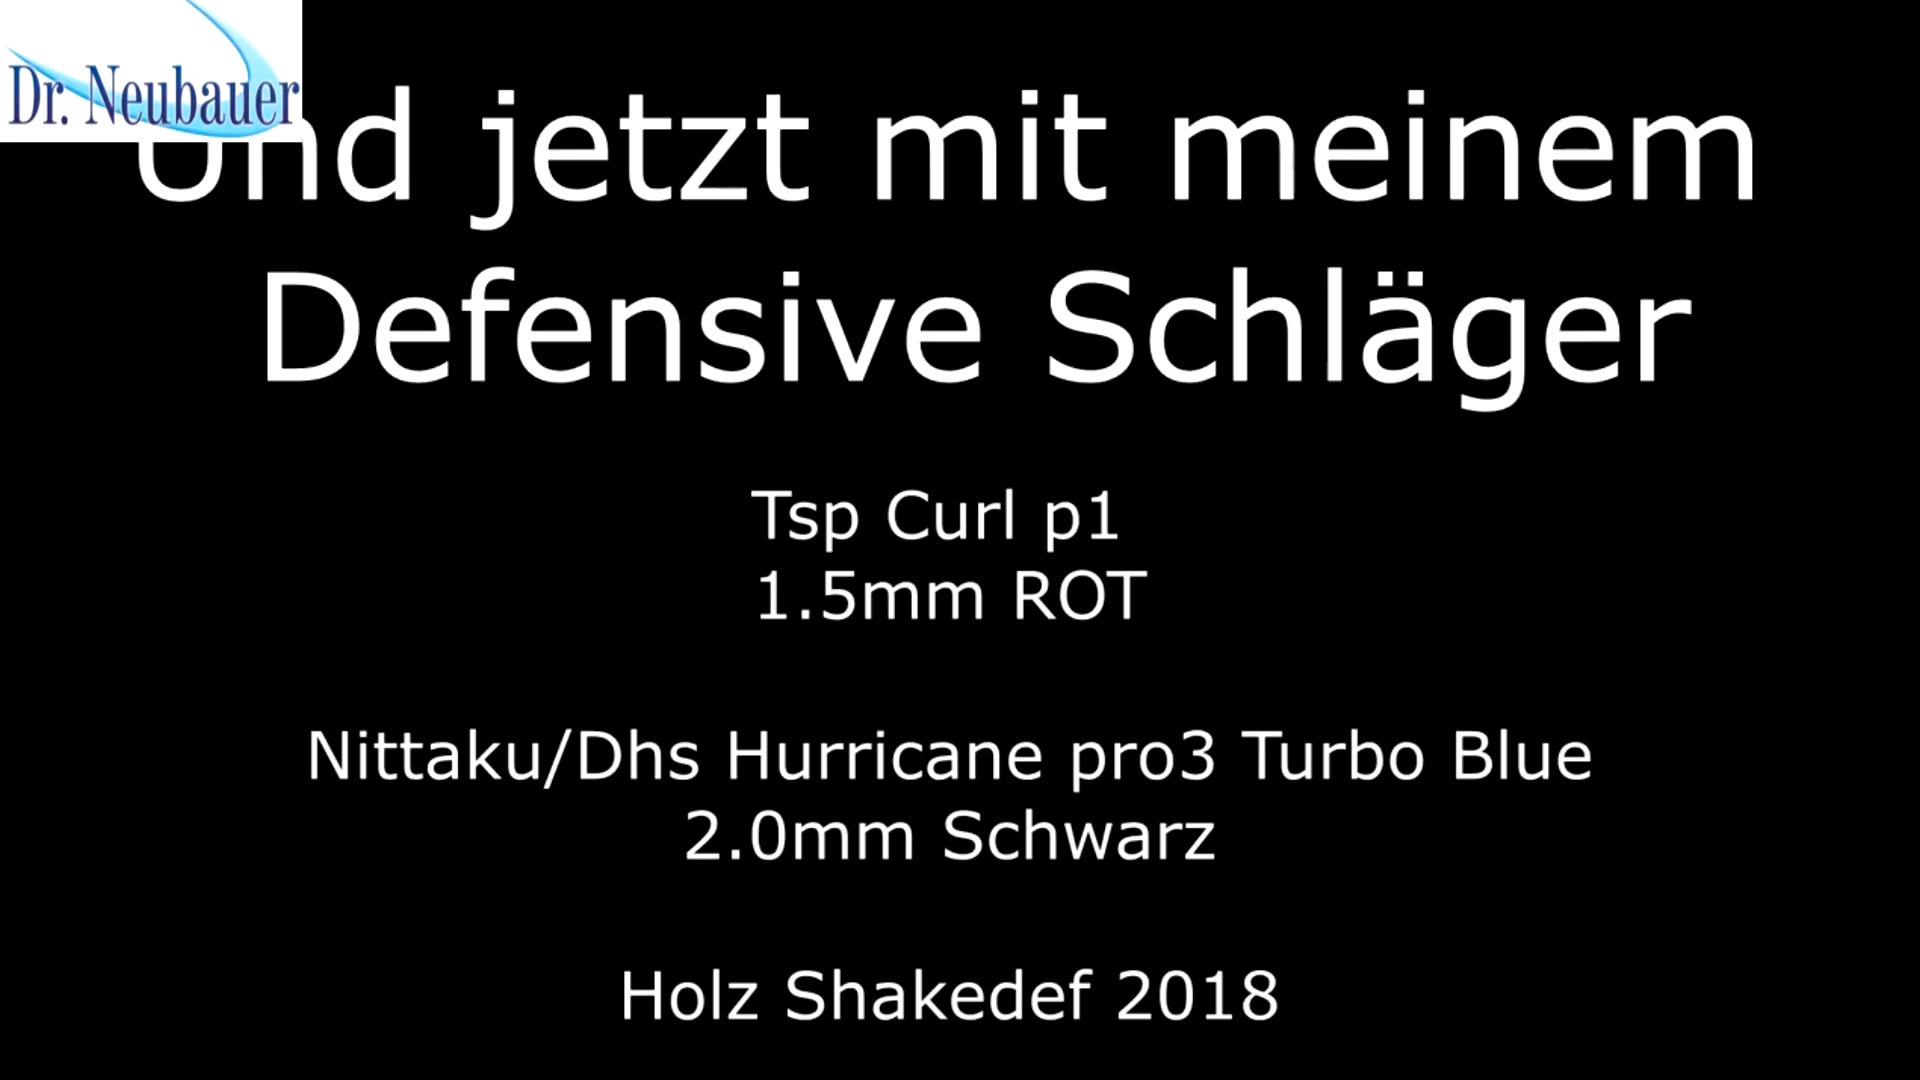 Dr. Neubauer
Und jetzt mit meinem
Defensive Schläger
Tsp Curl p1
1.5mm ROT
Nittaku/Dhs Hurricane pro3 Turbo Blue
2.0mm Schwarz
Holz Shakedef 2018